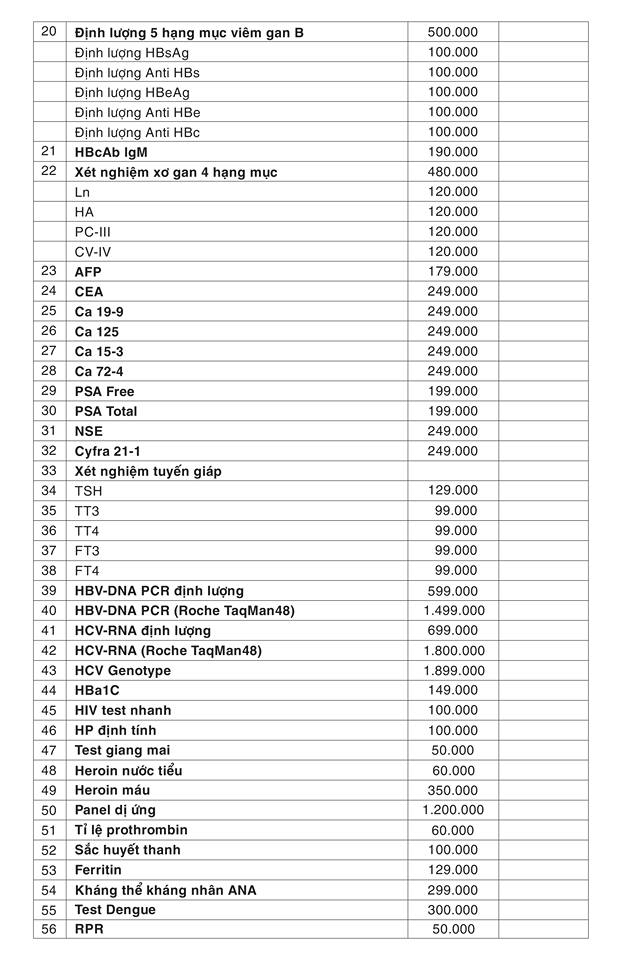 20 Định lượng 5 hạng mục viêm gan B 500.000
Định lượng HBsAg 100.000
Định lượng Anti HBs 100.000
Định lượng HBeAg 100.000
Định lượng Anti HBe 100.000
Định lượng Anti HBc 100.000
21 HBcAb IgM 190.000
22 Xét nghiệm xơ gan 4 hạng mục 480.000
Ln 120.000
HA 120.000
PC-III 120.000
CV-IV 120.000
23 AFP 179.000
24 CEA 249.000
25 Ca 19-9 249.000
26 Ca 125 249.000
27 Ca 15-3 249.000
28 Ca 72-4 249.000
29 PSA Free 199.000
30 PSA Total 199.000
31 NSE 249.000
32 Cyfra 21-1 249.000
33 Xét nghiệm tuyến giáp
34 TSH 129.000
35 TT3 99.000
36 TT4 99.000
37 FT3 99.000
38 FT4 99.000
39 HBV-DNA PCR định lượng 599.000
40 HBV-DNA PCR (Roche TaqMan48) 1.499.000
41 HCV-RNA định lượng 699.000
42 HCV-RNA (Roche TaqMan48) 1.800.000
43 HCV Genotype 1.899.000
44 HBa1C 149.000
45 HIV test nhanh 100.000
46 HP định tính 100.000
47 Test giang mai 50.000
48 Heroin nước tiểu 60.000
49 Heroin máu 350.000
50 Panel dị ứng 1.200.000
51 Tỉ lệ prothrombin 60.000
52 Sắc huyết thanh 100.000
53 Ferritin 129.000
54 Kháng thể kháng nhân ANA 299.000
55 Test Dengue 300.000
56 RPR 50.000